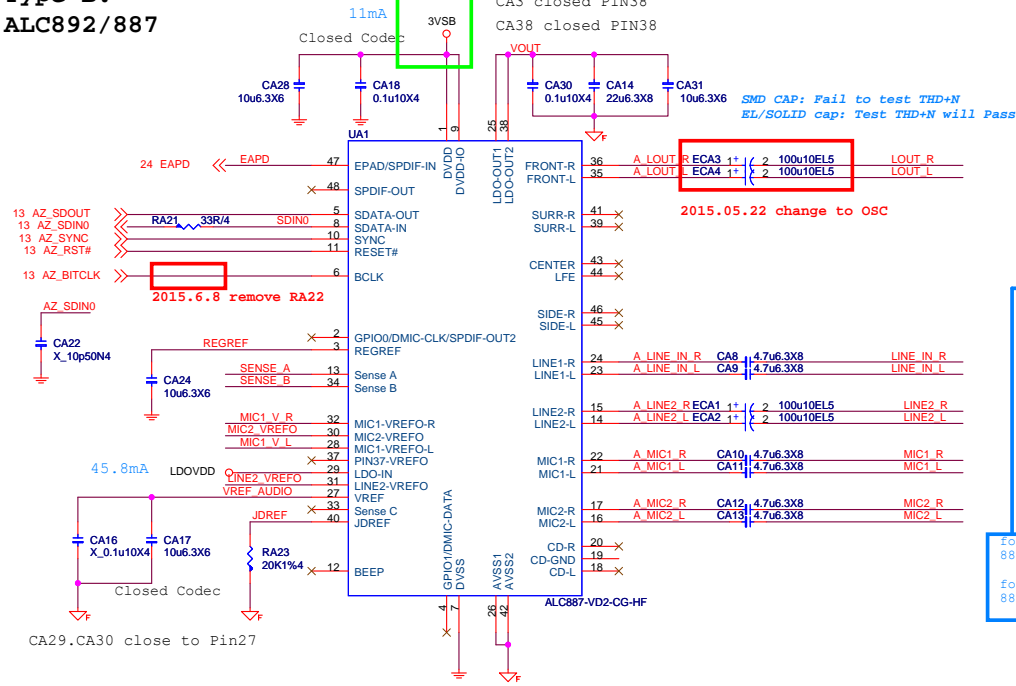 ALC892/887
11mA
3VSB
CA38 closed PIN38
Closed Codec
VOUT
CA28
10u6.3X6
CA18
0.1u10X4
CA30
0.1u10X4
CA14
22u6.3X8
CA31
10u6.3X6
SMD CAP: Fail to test THD+N
EL/SOLID cap: Test THD+N will Pass
UA1
1
9
25
38
DVDD
DVDD-IO
LDO-OUT1
LDO-OUT2
24 EAPD
EAPD
47
EPAD/SPDIF-IN
48
SPDIF-OUT
13 AZ_SDOUT
5
SDATA-OUT
13 AZ_SDIN0
RA21
33R/4
SDIN0
8
SDATA-IN
13 AZ_SYNC
10
SYNC
13 AZ_RST#
11
RESET#
13 AZ_BITCLK
6
BCLK
2015.6.8 remove RA22
AZ_SDIN0
CA22
X_10p50N4
2
GPIO0/DMIC-CLK/SPDIF-OUT2
REGREF
3
REGREF
CA24
10u6.3X6
SENSE_A
13
Sense A
SENSE_B
34
Sense B
MIC1_V_R
32
MIC1-VREFO-R
MIC2_VREFO
30
MIC2-VREFO
MIC1_V_L
28
MIC1-VREFO-L
37
PIN37-VREFO
45.8mA
LDOVDD
29
LDO-IN
LINE2_VREFO
31
LINE2-VREFO
VREF_AUDIO
27
VREF
33
Sense C
JDREF
40
JDREF
CA16
X_0.1u10X4
CA17
10u6.3X6
RA23
20K1%4
12
BEEP
Closed Codec
CA29.CA30 close to Pin27
GPIO1/DMIC-DATA
DVSS
AVSS1
AVSS2
4
7
26
42
ALC887-VD2-CG-HF
FRONT-R
36
A_LOUT_R
ECA3
1
+
2
100u10EL5
LOUT_R
FRONT-L
35
A_LOUT_L
ECA4
1
+
2
100u10EL5
LOUT_L
2015.05.22 change to OSC
SURR-R
41
SURR-L
39
CENTER
43
LFE
44
SIDE-R
46
SIDE-L
45
LINE1-R
24
A_LINE_IN_R
CA8
4.7u6.3X8
LINE_IN_R
LINE1-L
23
A_LINE_IN_L
CA9
4.7u6.3X8
LINE_IN_L
LINE2-R
15
A_LINE2_R
ECA1
1
+
2
100u10EL5
LINE2_R
LINE2-L
14
A_LINE2_L
ECA2
1
+
2
100u10EL5
LINE2_L
MIC1-R
22
A_MIC1_R
CA10
4.7u6.3X8
MIC1_R
MIC1-L
21
A_MIC1_L
CA11
4.7u6.3X8
MIC1_L
MIC2-R
17
A_MIC2_R
CA12
4.7u6.3X8
MIC2_R
MIC2-L
16
A_MIC2_L
CA13
4.7u6.3X8
MIC2_L
CD-R
20
CD-GND
19
CD-L
18
F
F
F
F